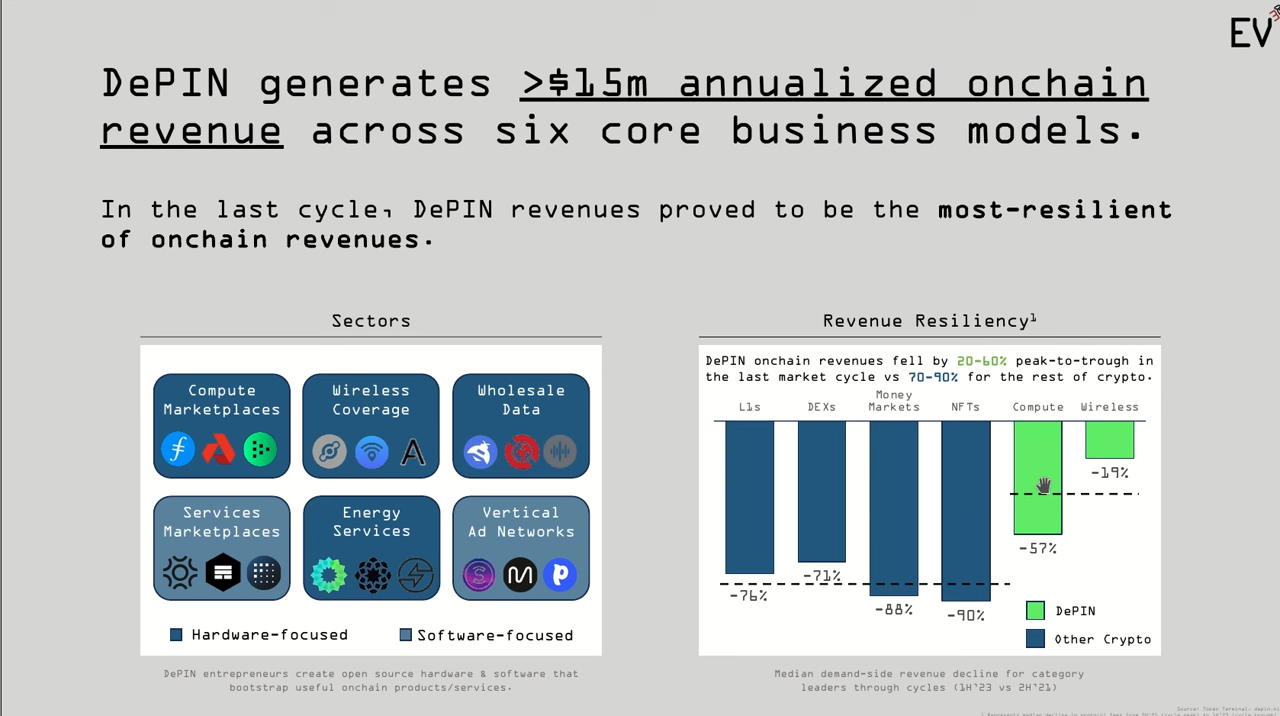 EV
DePIN generates >$15m annualized onchain
revenue across six core business models.
In the last cycle, DePIN revenues proved to be the most-resilient
of onchain revenues.
Sectors
Compute
Marketplaces
Wireless
Coverage
Wholesale
Data
Services
Marketplaces
Energy
Services
Vertical
Ad Networks
Hardware-focused
Software-focused
DePIN entrepreneurs create open source hardware & software that
bootstrap useful onchain products/services.
Revenue Resiliency¹
DePIN onchain revenues fell by 20-60% peak-to-trough in
the last market cycle vs 70-90% for the rest of crypto.
L1s
DEXs
Money
Markets
NFTs
Compute
Wireless
-76%
-71%
-88%
-90%
-57%
-19%
DePIN
Other Crypto
Median demand-side revenue decline for category
leaders through cycles (1H'23 vs 2H'21)
Source: Token Terminal,